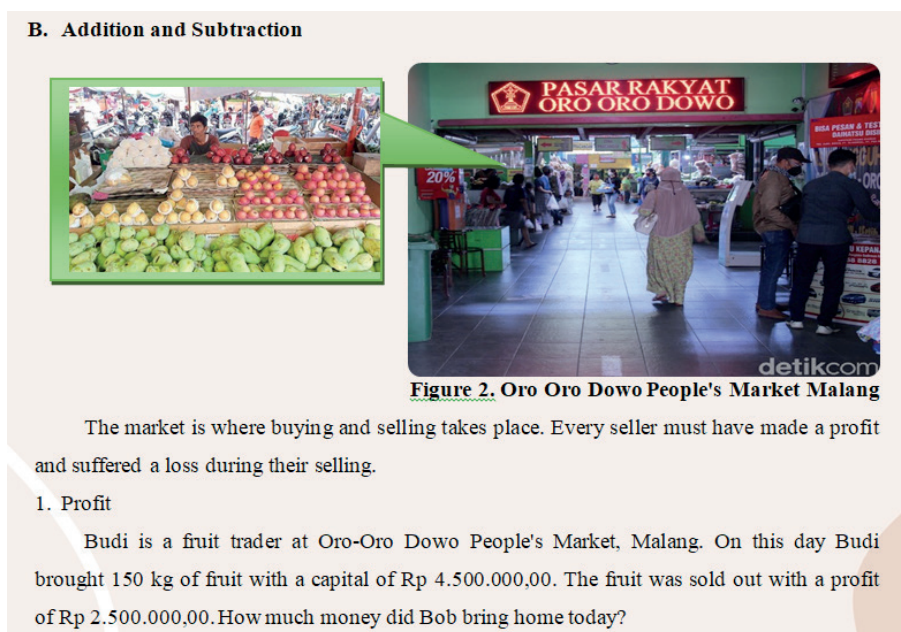 B. Addition and Subtraction
PASAR RAKYAT
ORO ORO DOWO
BISA PESAN & TEST
20%
detikcom
Figure 2. Oro Oro Dowo People's Market Malang
The market is where buying and selling takes place. Every seller must have made a profit
and suffered a loss during their selling.
1. Profit
Budi is a fruit trader at Oro-Oro Dowo People's Market, Malang. On this day Budi
brought 150 kg of fruit with a capital of Rp 4.500.000,00. The fruit was sold out with a profit
of Rp 2.500.000,00. How much money did Bob bring home today?